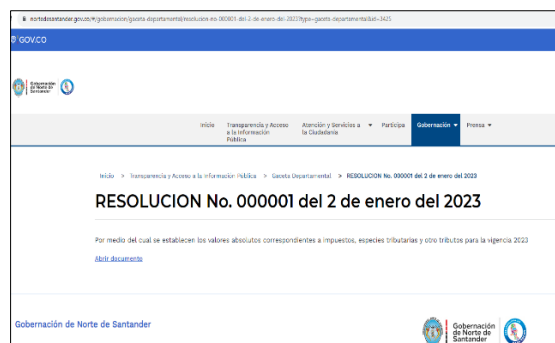 nortedesantander.gov.co/#/gobernacion/gaceta-departamental/resolucion-no-000001-del-2-de-enero-del-2023?type=gaceta-departamental&id=3425
GOV.CO
Gobernación
de Norte de
Santander
Inicio
Transparencia y Acceso
a la Información
Pública
Atención y Servicios a
la Ciudadanía
Participa
Gobernación
Prensa
Inicio > Transparencia y Acceso a la Información Pública > Gaceta Departamental > RESOLUCION No. 000001 del 2 de enero del 2023
RESOLUCION No. 000001 del 2 de enero del 2023
Por medio del cual se establecen los valores absolutos correspondientes a impuestos, especies tributarias y otro tributos para la vigencia 2023
Abrir documento
Gobernación de Norte de Santander
Gobernación
de Norte de
Santander